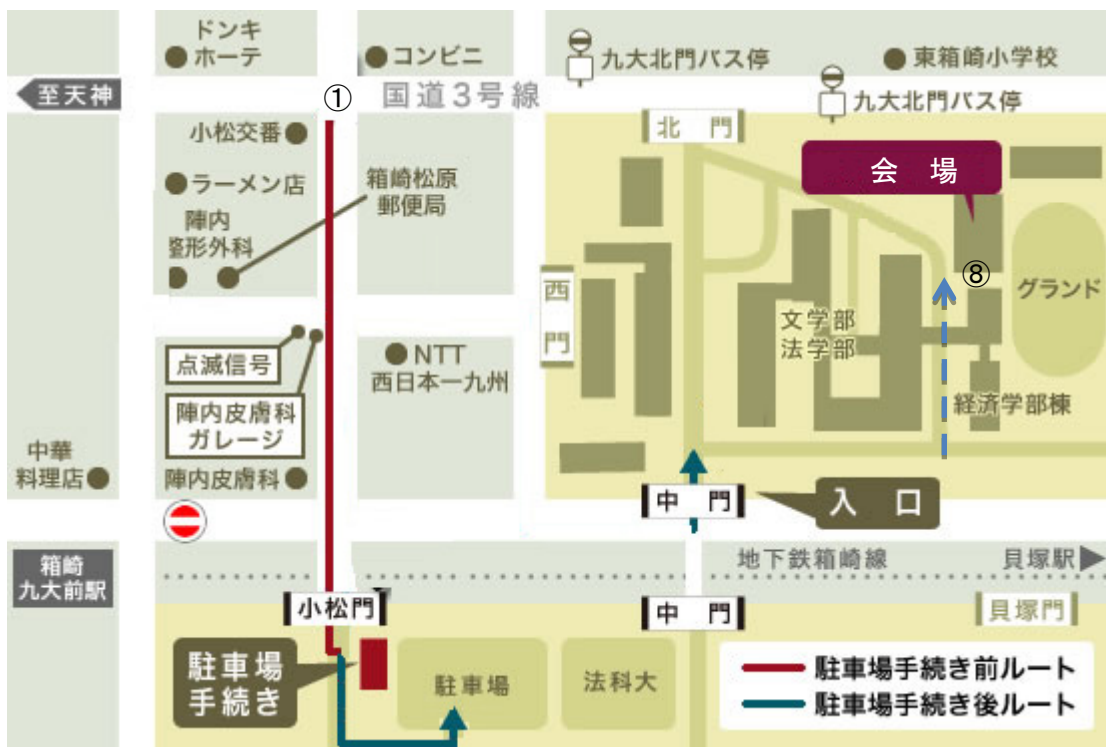 ドンキ
ホーテ
コンビニ
九大北門バス停
東箱崎小学校
九大北門バス停
至天神
①
国道3号線
小松交番
ラーメン店
陣内
整形外科
箱崎松原
郵便局
北 門
会 場
西
門
⑧
グランド
文学部
法学部
経済学部棟
点滅信号
陣内皮膚科
ガレージ
NTT
西日本―九州
中華
料理店
陣内皮膚科
中 門
入 口
箱崎
九大前駅
地下鉄箱崎線
貝塚駅
小松門
中 門
貝塚門
駐車場
手続き
駐車場
法科大
駐車場手続き前ルート
駐車場手続き後ルート